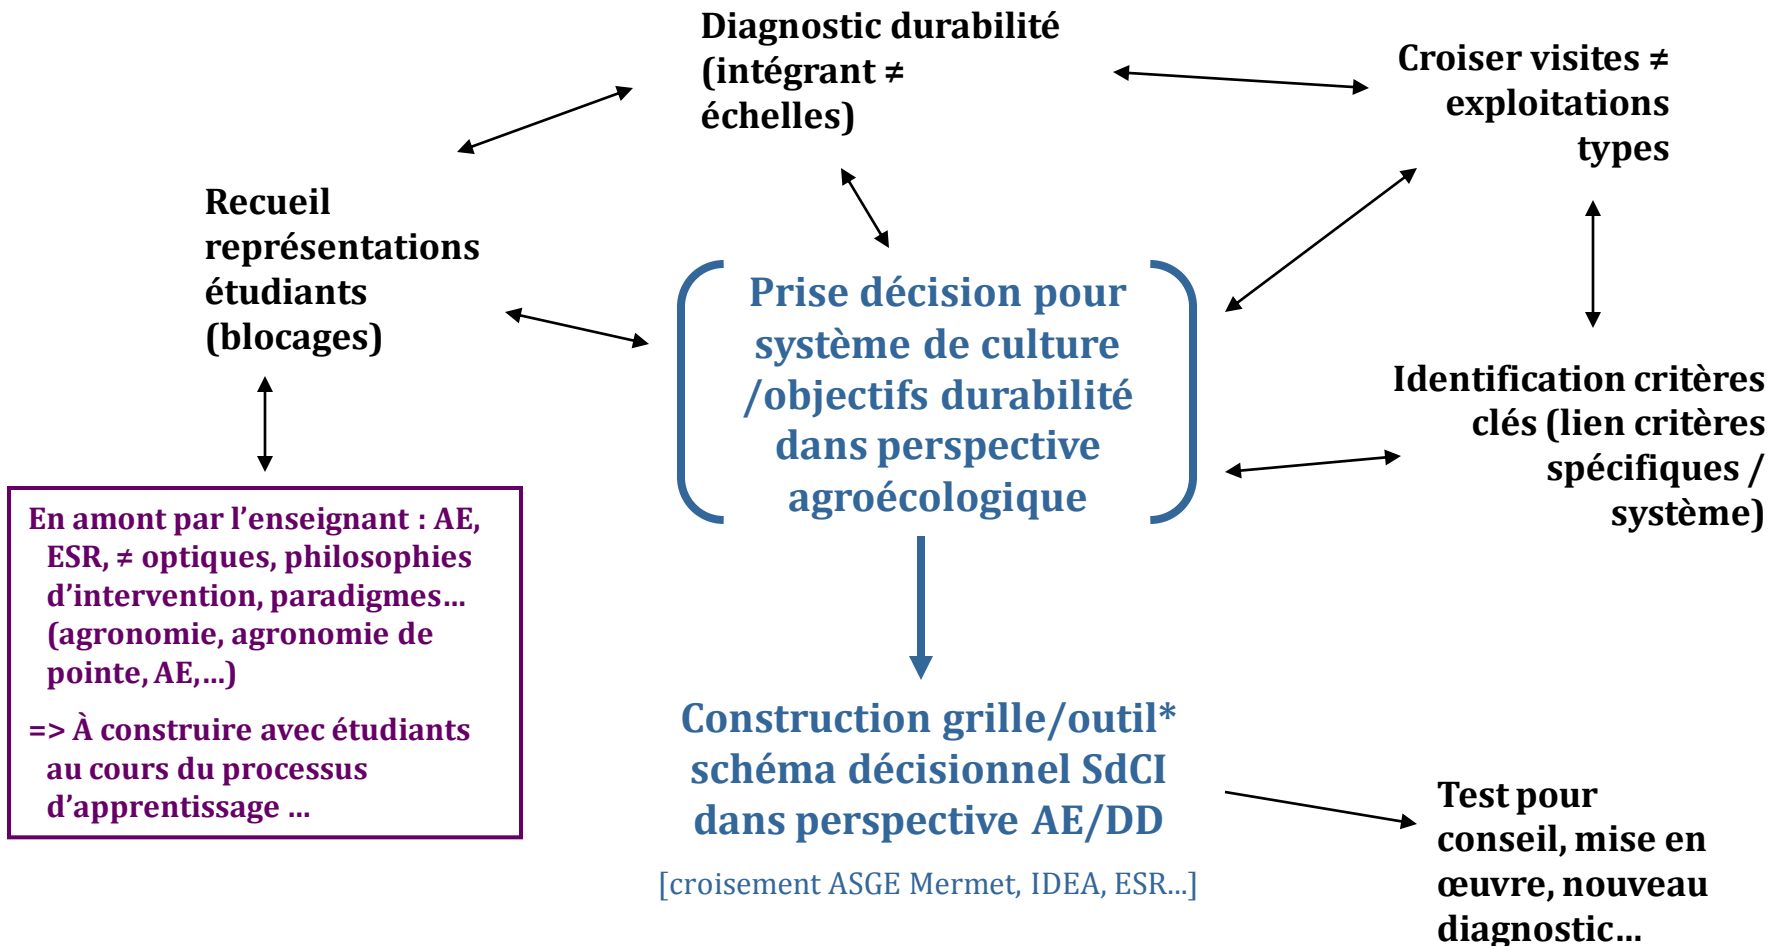 Diagnostic durabilité
(intégrant ≠
échelles)
Croiser visites ≠
exploitations
types
Recueil
représentations
étudiants
(blocages)
Prise décision pour
système de culture
/objectifs durabilité
dans perspective
agroécologique
Identification critères
clés (lien critères
spécifiques /
système)
En amont par l’enseignant : AE,
ESR, ≠ optiques, philosophies
d’intervention, paradigmes…
(agronomie, agronomie de
pointe, AE,…)
=> À construire avec étudiants
au cours du processus
d’apprentissage …
Construction grille/outil*
schéma décisionnel SdCI
dans perspective AE/DD
[croisement ASGE Mermet, IDEA, ESR…]
Test pour
conseil, mise en
œuvre, nouveau
diagnostic…